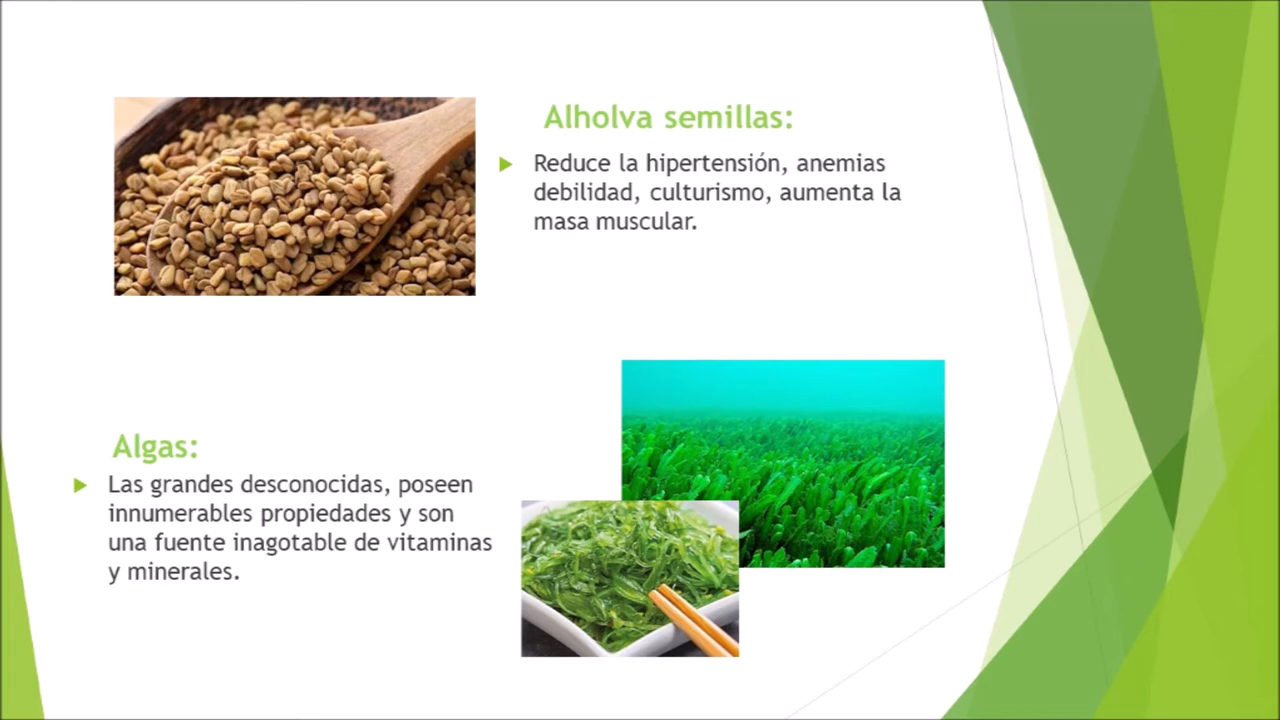 Alholva semillas:
Reduce la hipertensión, anemias
debilidad, culturismo, aumenta la
masa muscular.
Algas:
Las grandes desconocidas, poseen
innumerables propiedades y son
una fuente inagotable de vitaminas
y minerales.